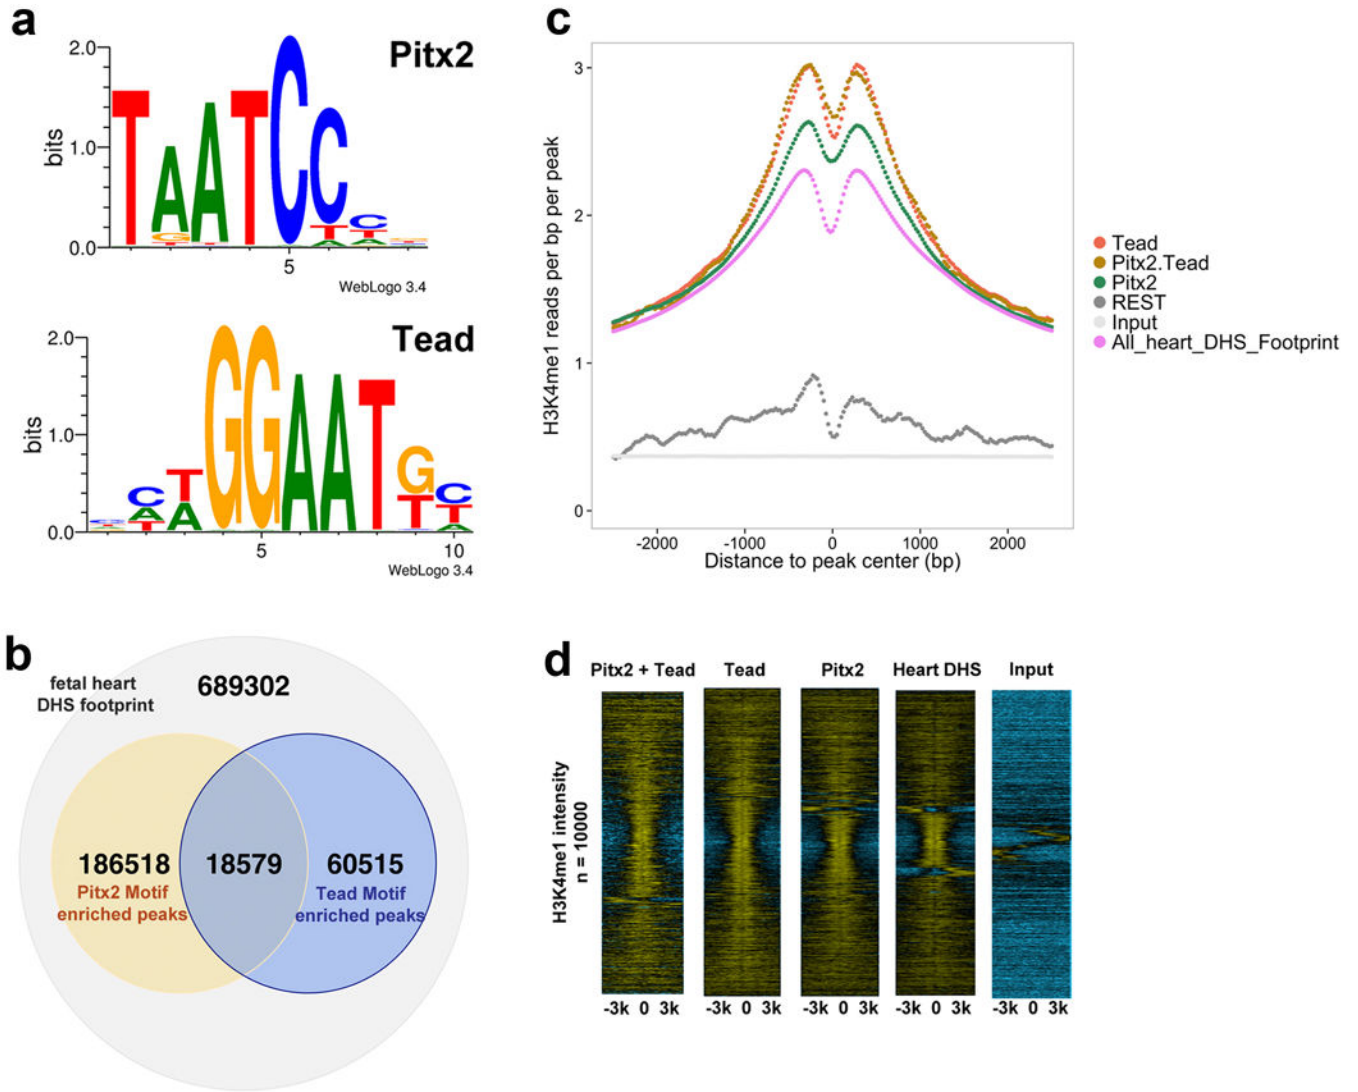 a
Pitx2
2.0
1.0
0.0
bits
TAATCC
5
WebLogo 3.4
Tead
2.0
1.0
0.0
bits
GGAAT
5
10
WebLogo 3.4
b
fetal heart
DHS footprint
689302
186518
18579
60515
Pitx2 Motif
enriched peaks
Tead Motif
enriched peaks
c
H3K4me1 reads per bp per peak
3
2
1
0
-2000
-1000
0
1000
2000
Distance to peak center (bp)
Tead
Pitx2.Tead
Pitx2
REST
Input
All_heart_DHS_Footprint
d
Pitx2 + Tead
Tead
Pitx2
Heart DHS
Input
H3K4me1 intensity
n = 10000
-3k 0 3k
-3k 0 3k
-3k 0 3k
-3k 0 3k
-3k 0 3k